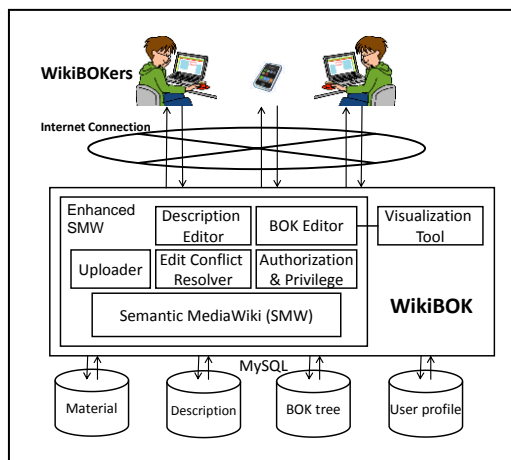 WikiBOKers
Internet Connection
Enhanced
SMW
Description
Editor
BOK Editor
Visualization
Tool
Uploader
Edit Conflict
Resolver
Authorization
& Privilege
Semantic MediaWiki (SMW)
WikiBOK
MySQL
Material
Description
BOK tree
User profile